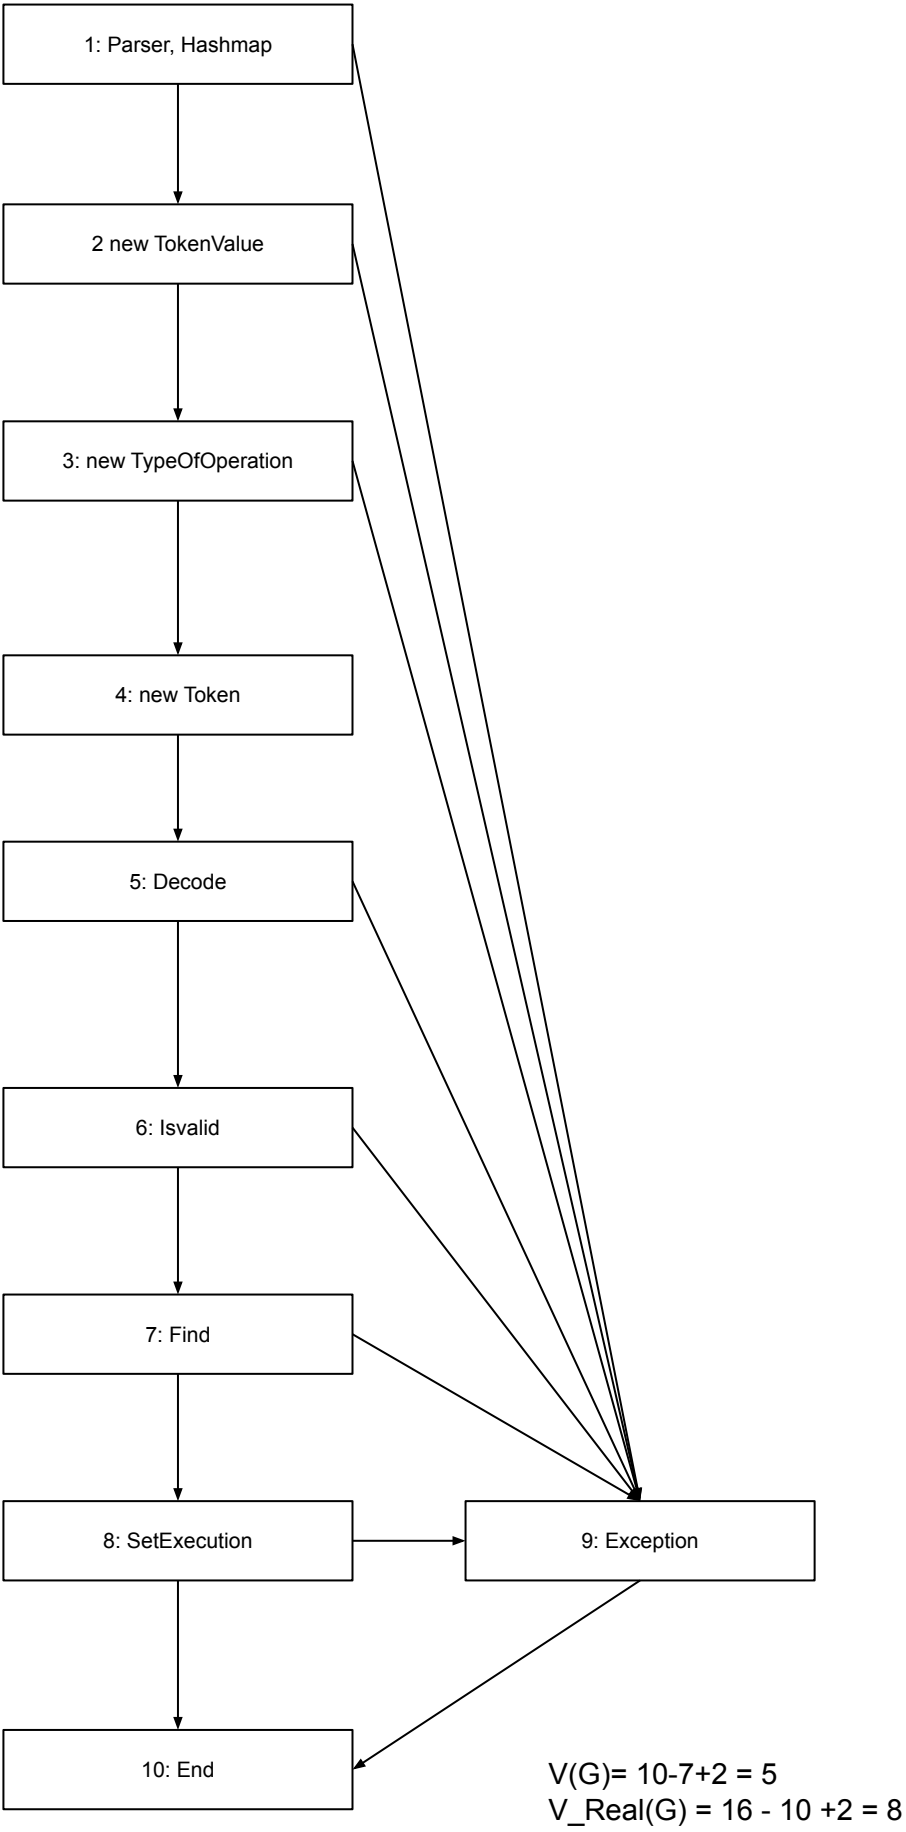 1: Parser, Hashmap
2 new TokenValue
3: new TypeOfOperation
4: new Token
5: Decode
6: Isvalid
7: Find
8: SetExecution
9: Exception
10: End
V(G)= 10-7+2 = 5
V_Real(G) = 16 - 10 +2 = 8